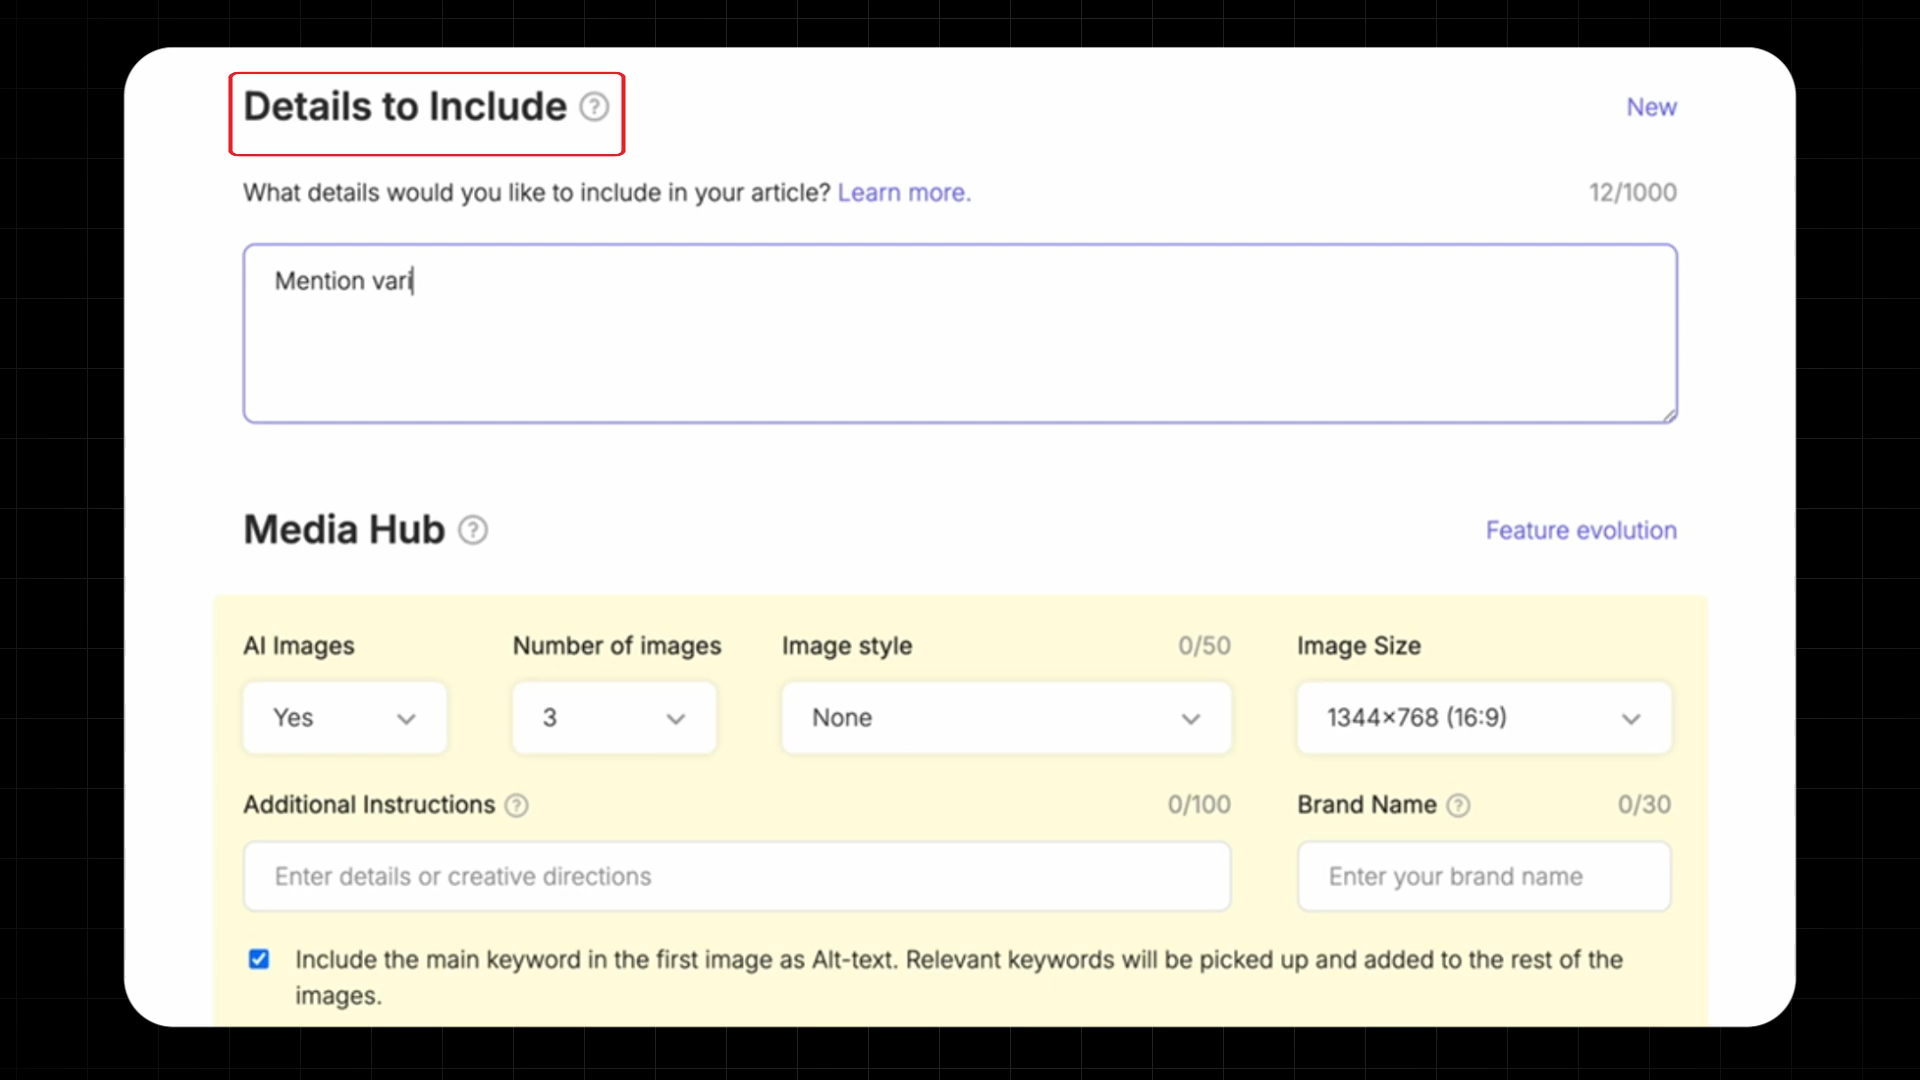 Details to Include ?
New
What details would you like to include in your article? Learn more.
12/1000
Mention vari
Media Hub ?
Feature evolution
AI Images
Number of images
Image style
0/50
Image Size
Yes
3
None
1344×768 (16:9)
Additional Instructions ?
0/100
Brand Name ?
0/30
Enter details or creative directions
Enter your brand name
Include the main keyword in the first image as Alt-text. Relevant keywords will be picked up and added to the rest of the
images.